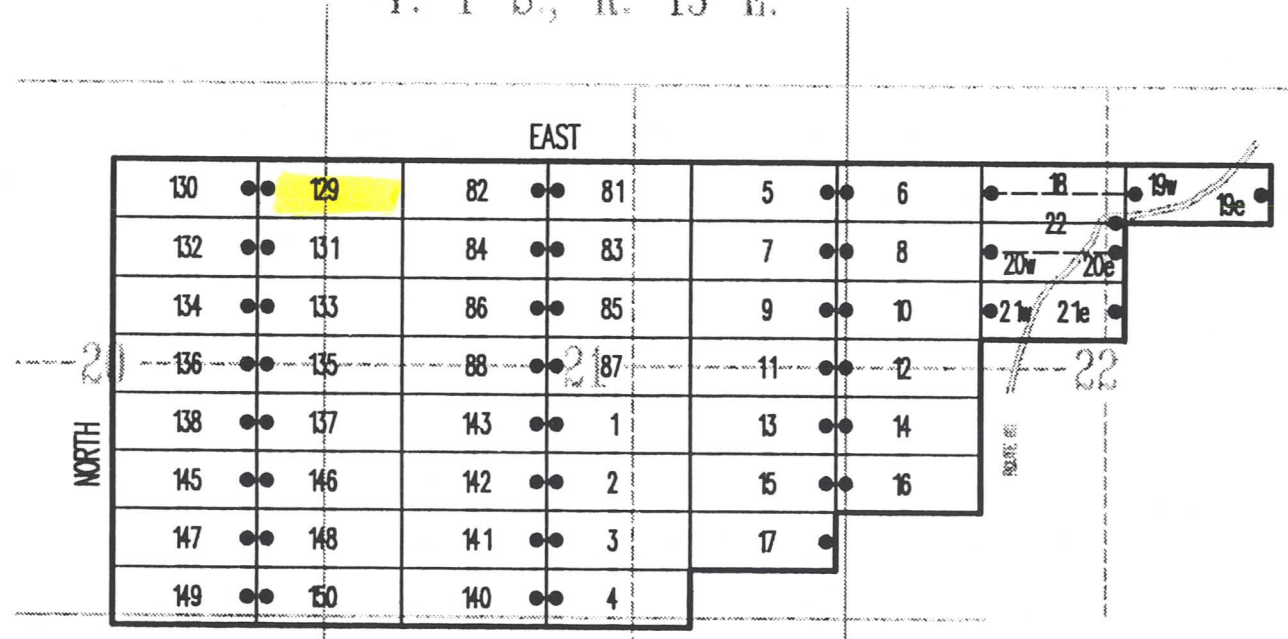 T. 1 S., R. 15 E.
EAST
130 129 82 81 5 6 18 19w 19e
22
132 131 84 83 7 8 20w 20e
134 133 86 85 9 10 21w 21e
20 136 135 88 21 87 11 12 22
138 137 143 1 13 14
NORTH
145 146 142 2 15 16
147 148 141 3 17
149 150 140 4